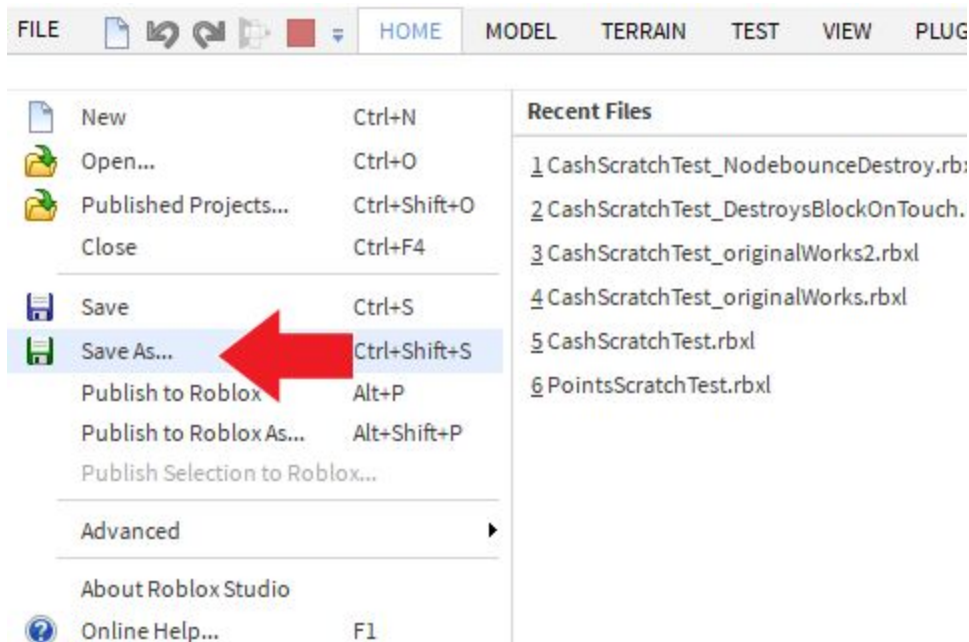 FILE HOME MODEL TERRAIN TEST VIEW PLUG
New Ctrl+N
Open... Ctrl+O
Published Projects... Ctrl+Shift+O
Close Ctrl+F4
Save Ctrl+S
Save As... Ctrl+Shift+S
Publish to Roblox Alt+P
Publish to Roblox As... Alt+Shift+P
Publish Selection to Roblox...
Advanced
About Roblox Studio
Online Help... F1
Recent Files
1 CashScratchTest_NodebounceDestroy.rb
2 CashScratchTest_DestroysBlockOnTouch.
3 CashScratchTest_originalWorks2.rbxl
4 CashScratchTest_originalWorks.rbxl
5 CashScratchTest.rbxl
6 PointsScratchTest.rbxl